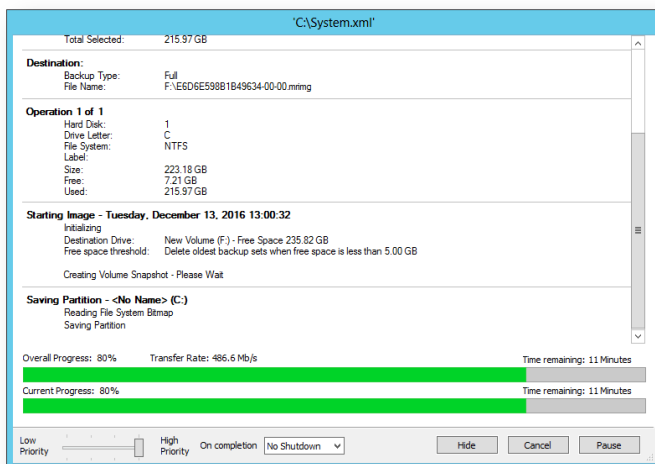 'C:\System.xml'
Total Selected: 215.97 GB
Destination:
Backup Type: Full
File Name: F:\E6D6E598B1B49634-00-00.mrimg
Operation 1 of 1
Hard Disk: 1
Drive Letter: C
File System: NTFS
Label:
Size: 223.18 GB
Free: 7.21 GB
Used: 215.97 GB
Starting Image - Tuesday, December 13, 2016 13:00:32
Initializing
Destination Drive: New Volume (F:) - Free Space 235.82 GB
Free space threshold: Delete oldest backup sets when free space is less than 5.00 GB
Creating Volume Snapshot - Please Wait
Saving Partition - <No Name> (C:)
Reading File System Bitmap
Saving Partition
Overall Progress: 80% Transfer Rate: 486.6 Mb/s Time remaining: 11 Minutes
Current Progress: 80% Time remaining: 11 Minutes
Low Priority High Priority On completion No Shutdown Hide Cancel Pause